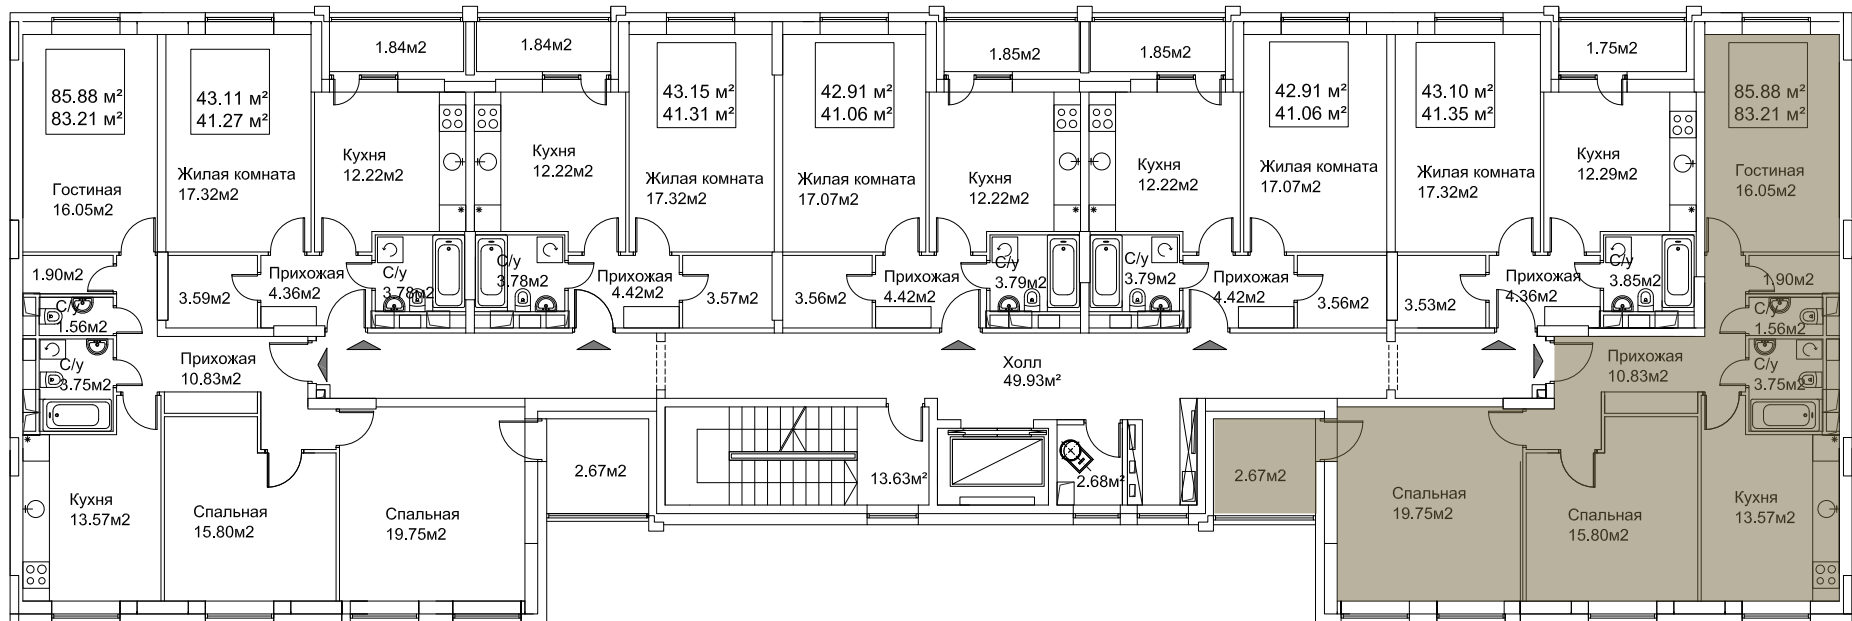 1.84м2
1.84м2
1.85м2
1.85м2
1.75м2
85.88 м²
83.21 м²
43.11 м²
41.27 м²
43.15 м²
41.31 м²
42.91 м²
41.06 м²
42.91 м²
41.06 м²
43.10 м²
41.35 м²
85.88 м²
83.21 м²
Гостиная
16.05м2
Жилая комната
17.32м2
Кухня
12.22м2
Кухня
12.22м2
Жилая комната
17.32м2
Жилая комната
17.07м2
Кухня
12.22м2
Кухня
12.22м2
Жилая комната
17.07м2
Жилая комната
17.32м2
Кухня
12.29м2
Гостиная
16.05м2
1.90м2
3.59м2
Прихожая
4.36м2
С/у
3.78м2
С/у
3.78м2
Прихожая
4.42м2
3.57м2
3.56м2
Прихожая
4.42м2
С/у
3.79м2
С/у
3.79м2
Прихожая
4.42м2
3.56м2
3.53м2
Прихожая
4.36м2
С/у
3.85м2
1.90м2
С/у
1.56м2
С/у
1.56м2
С/у
3.75м2
Прихожая
10.83м2
Холл
49.93м²
Прихожая
10.83м2
С/у
3.75м2
Кухня
13.57м2
Спальная
15.80м2
Спальная
19.75м2
2.67м2
13.63м²
2.68м²
2.67м2
Спальная
19.75м2
Спальная
15.80м2
Кухня
13.57м2